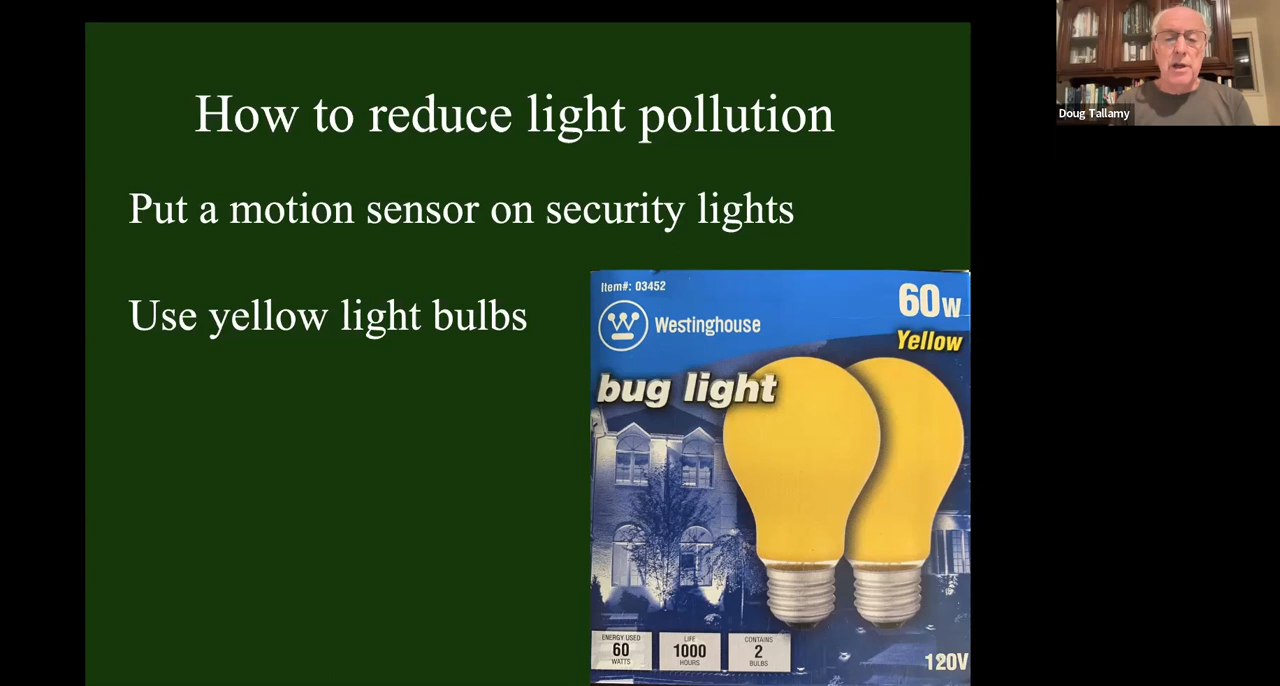 How to reduce light pollution
Put a motion sensor on security lights
Use yellow light bulbs
Item#: 03452
Westinghouse
60w
Yellow
bug light
ENERGY USED
60
WATTS
LIFE
1000
HOURS
CONTAINS
2
BULBS
120V
Doug Tallamy